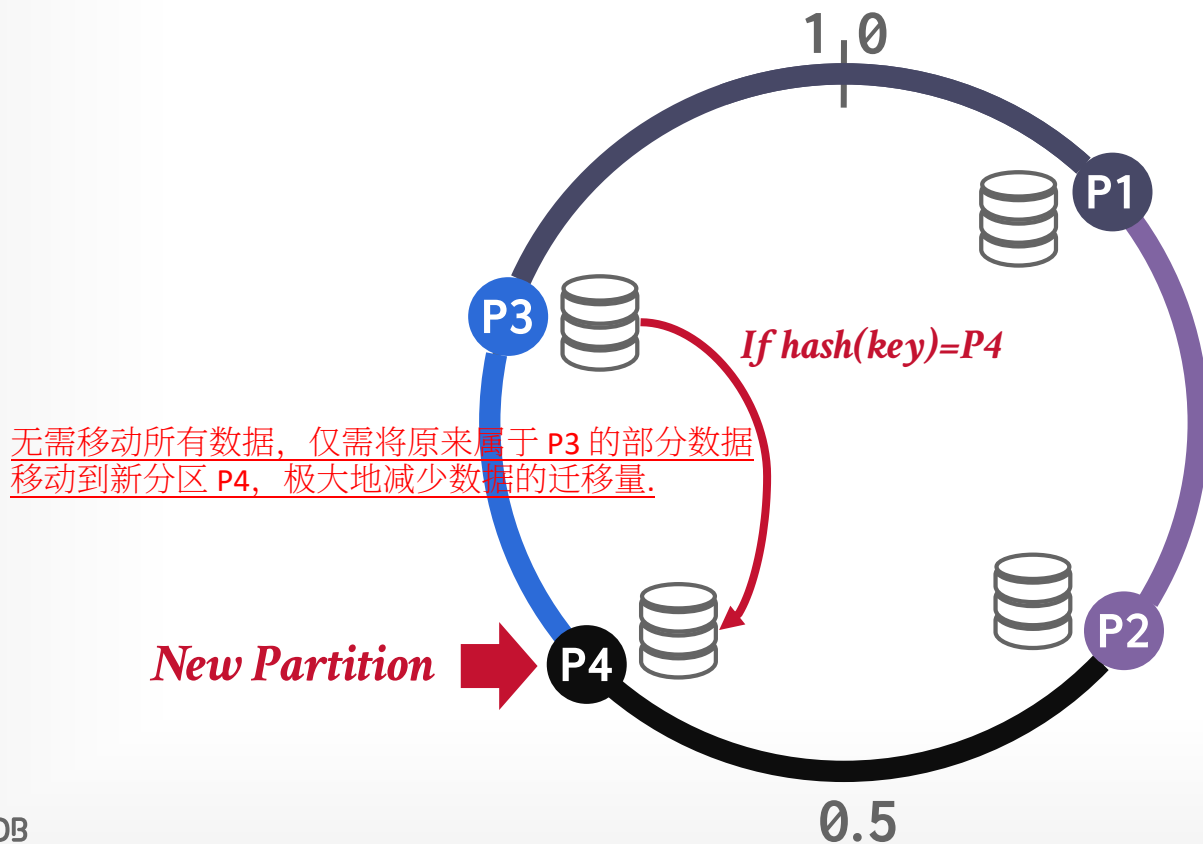 1 0
P1
P3
If hash(key)=P4
无需移动所有数据，仅需将原来属于 P3 的部分数据
移动到新分区 P4，极大地减少数据的迁移量.
P2
New Partition
P4
0.5
DB